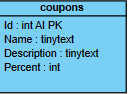 coupons
Id : int AI PK
Name : tinytext
Description : tinytext
Percent : int